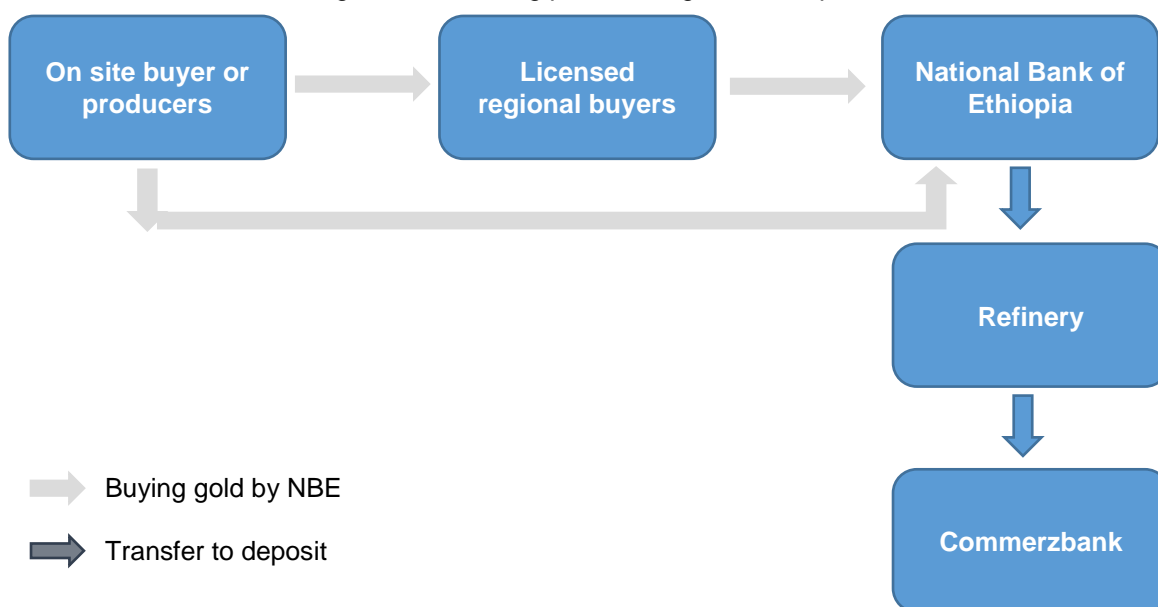 On site buyer or
producers
Licensed
regional buyers
National Bank of
Ethiopia
Refinery
Buying gold by NBE
Transfer to deposit
Commerzbank